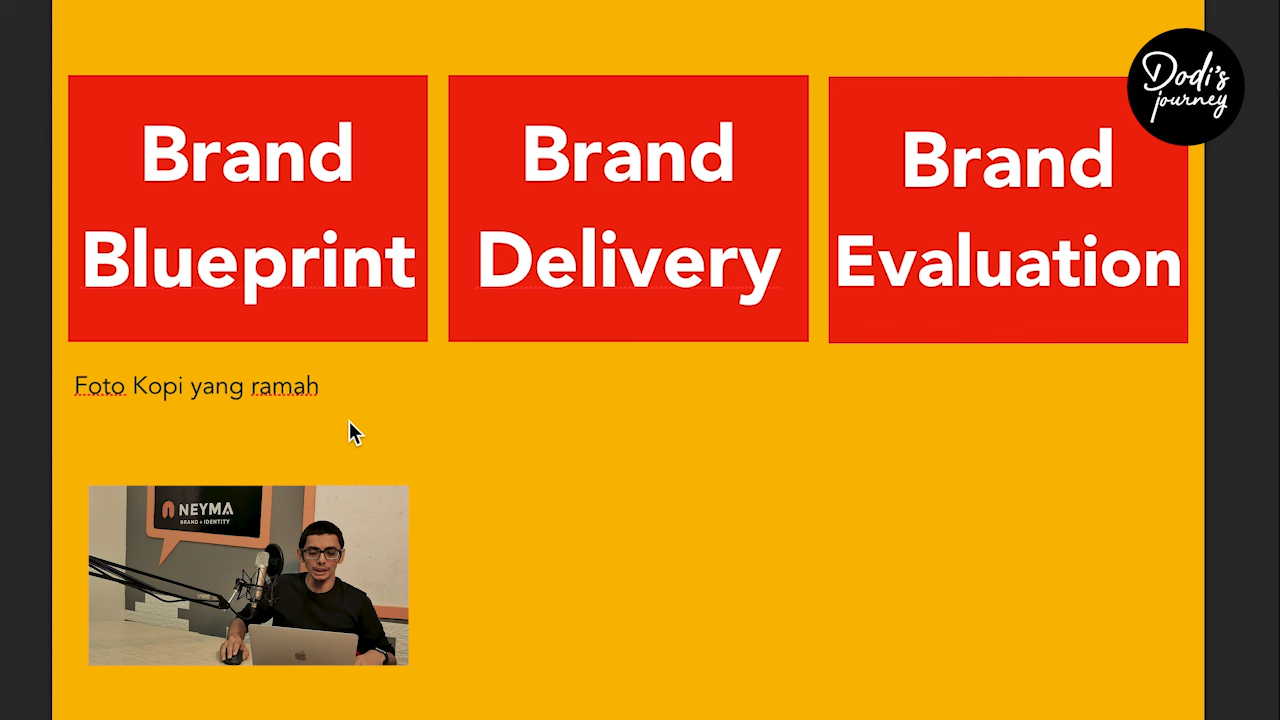 Dodi's
journey
Brand
Blueprint
Brand
Delivery
Brand
Evaluation
Foto Kopi yang ramah
NEYMA
BRAND + IDENTITY